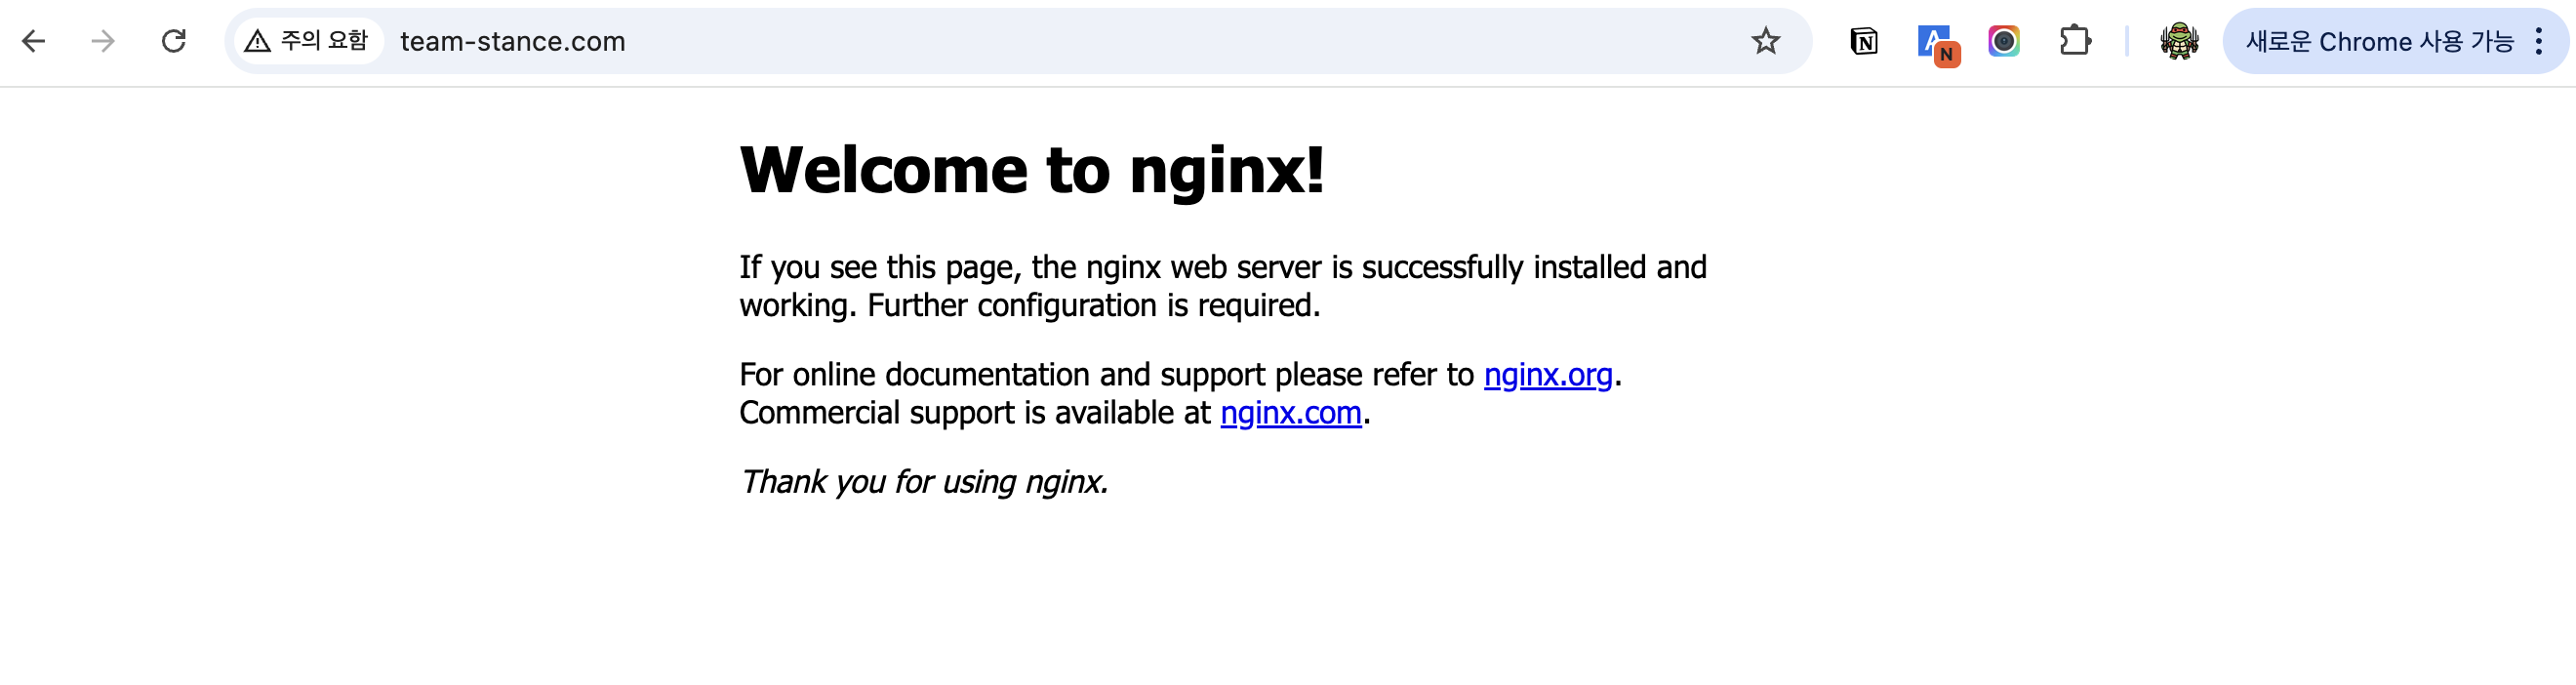 주의 요함 team-stance.com 새로운 Chrome 사용 가능
Welcome to nginx!
If you see this page, the nginx web server is successfully installed and
working. Further configuration is required.
For online documentation and support please refer to nginx.org.
Commercial support is available at nginx.com.
Thank you for using nginx.